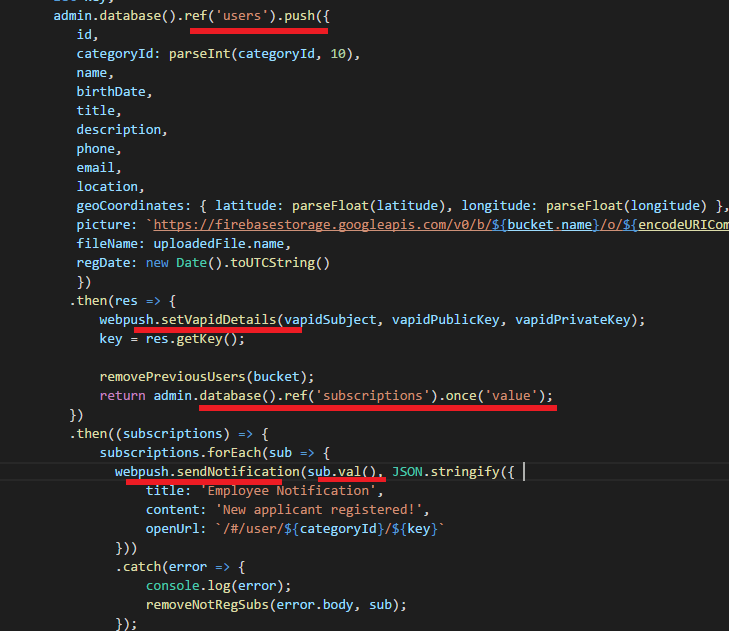 admin.database().ref('users').push({
id,
categoryId: parseInt(categoryId, 10),
name,
birthDate,
title,
description,
phone,
email,
location,
geoCoordinates: { latitude: parseFloat(latitude), longitude: parseFloat(longitude) },
picture: `https://firebasestorage.googleapis.com/v0/b/${bucket.name}/o/${encodeURICom
fileName: uploadedFile.name,
regDate: new Date().toUTCString()
})
.then(res => {
webpush.setVapidDetails(vapidSubject, vapidPublicKey, vapidPrivateKey);
key = res.getKey();
removePreviousUsers(bucket);
return admin.database().ref('subscriptions').once('value');
})
.then((subscriptions) => {
subscriptions.forEach(sub => {
webpush.sendNotification(sub.val(), JSON.stringify({
title: 'Employee Notification',
content: 'New applicant registered!',
openUrl: `/#/user/${categoryId}/${key}`
}))
.catch(error => {
console.log(error);
removeNotRegSubs(error.body, sub);
});